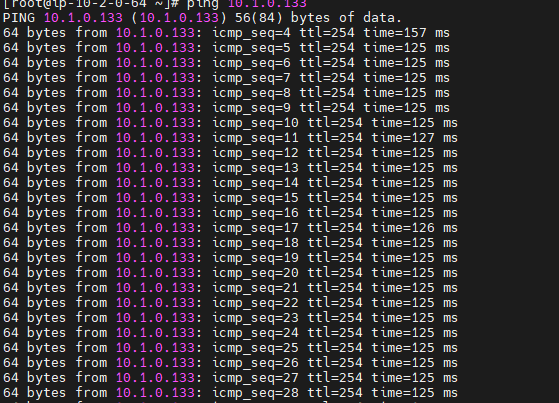 [root@ip-10-2-0-64 ~]# ping 10.1.0.133
PING 10.1.0.133 (10.1.0.133) 56(84) bytes of data.
64 bytes from 10.1.0.133: icmp_seq=4 ttl=254 time=157 ms
64 bytes from 10.1.0.133: icmp_seq=5 ttl=254 time=125 ms
64 bytes from 10.1.0.133: icmp_seq=6 ttl=254 time=125 ms
64 bytes from 10.1.0.133: icmp_seq=7 ttl=254 time=125 ms
64 bytes from 10.1.0.133: icmp_seq=8 ttl=254 time=125 ms
64 bytes from 10.1.0.133: icmp_seq=9 ttl=254 time=125 ms
64 bytes from 10.1.0.133: icmp_seq=10 ttl=254 time=125 ms
64 bytes from 10.1.0.133: icmp_seq=11 ttl=254 time=127 ms
64 bytes from 10.1.0.133: icmp_seq=12 ttl=254 time=125 ms
64 bytes from 10.1.0.133: icmp_seq=13 ttl=254 time=125 ms
64 bytes from 10.1.0.133: icmp_seq=14 ttl=254 time=125 ms
64 bytes from 10.1.0.133: icmp_seq=15 ttl=254 time=125 ms
64 bytes from 10.1.0.133: icmp_seq=16 ttl=254 time=125 ms
64 bytes from 10.1.0.133: icmp_seq=17 ttl=254 time=126 ms
64 bytes from 10.1.0.133: icmp_seq=18 ttl=254 time=125 ms
64 bytes from 10.1.0.133: icmp_seq=19 ttl=254 time=125 ms
64 bytes from 10.1.0.133: icmp_seq=20 ttl=254 time=125 ms
64 bytes from 10.1.0.133: icmp_seq=21 ttl=254 time=125 ms
64 bytes from 10.1.0.133: icmp_seq=22 ttl=254 time=125 ms
64 bytes from 10.1.0.133: icmp_seq=23 ttl=254 time=125 ms
64 bytes from 10.1.0.133: icmp_seq=24 ttl=254 time=125 ms
64 bytes from 10.1.0.133: icmp_seq=25 ttl=254 time=125 ms
64 bytes from 10.1.0.133: icmp_seq=26 ttl=254 time=125 ms
64 bytes from 10.1.0.133: icmp_seq=27 ttl=254 time=125 ms
64 bytes from 10.1.0.133: icmp_seq=28 ttl=254 time=125 ms